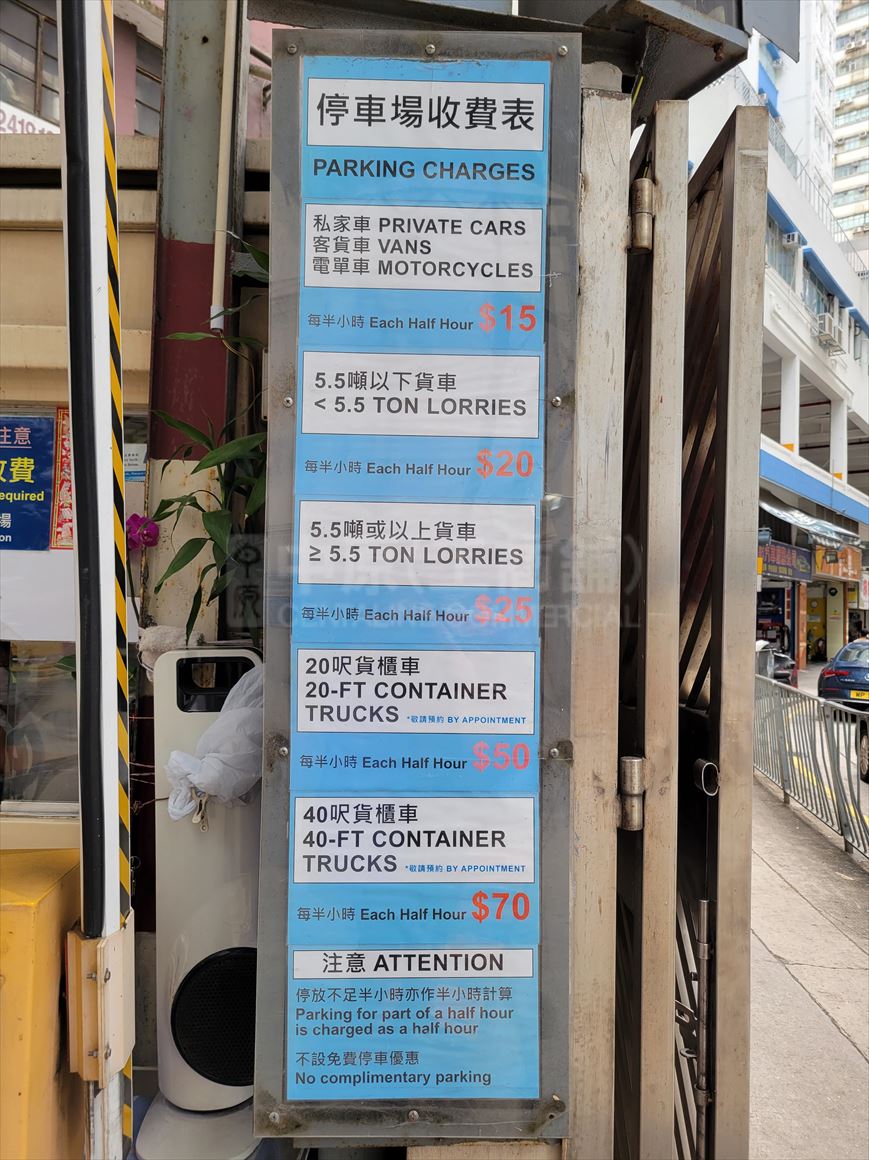 停車場收費表
PARKING CHARGES
私家車 PRIVATE CARS
客貨車 VANS
電單車 MOTORCYCLES
每半小時 Each Half Hour $15
5.5噸以下貨車
< 5.5 TON LORRIES
每半小時 Each Half Hour $20
5.5噸或以上貨車
≥ 5.5 TON LORRIES
每半小時 Each Half Hour $25
20呎貨櫃車
20-FT CONTAINER
TRUCKS *敬請預約 BY APPOINTMENT
每半小時 Each Half Hour $50
40呎貨櫃車
40-FT CONTAINER
TRUCKS *敬請預約 BY APPOINTMENT
每半小時 Each Half Hour $70
注意 ATTENTION
停放不足半小時亦作半小時計算
Parking for part of a half hour
is charged as a half hour
不設免費停車優惠
No complimentary parking
注意
收費